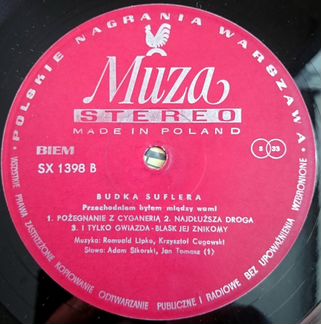 POLSKIE NAGRANIA WARSZAWA
Muza
STEREO
MADE IN POLAND
BIEM
SX 1398 B
S 33
BUDKA SUFLERA
Przechodniem byłem między wami
1. POŻEGNANIE Z CYGANERIĄ 2. NAJDŁUŻSZA DROGA
3. I TYLKO GWIAZDA - BLASK JEJ ZNIKOMY
Muzyka: Romuald Lipko, Krzysztof Cugowski
Słowa: Adam Sikorski, Jan Tomasz (1)
WSZELKIE PRAWA ZASTRZEŻONE KOPIOWANIE ODTWARZANIE PUBLICZNE I RADIOWE BEZ UPOWAŻNIENIA WZBRONIONE